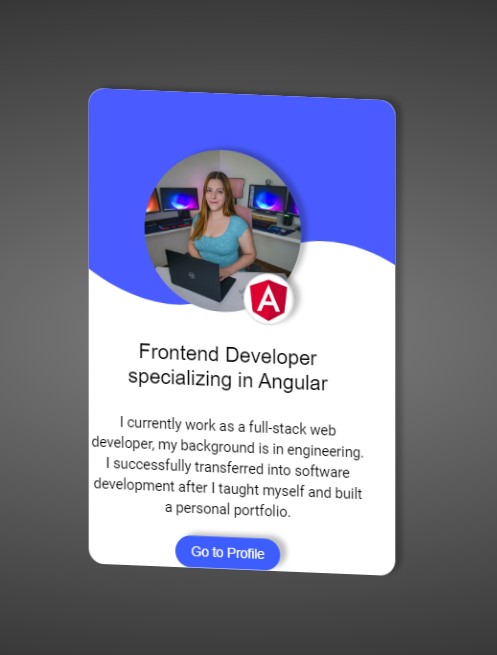 A
Frontend Developer
specializing in Angular
I currently work as a full-stack web
developer, my background is in engineering.
I successfully transferred into software
development after I taught myself and built
a personal portfolio.
Go to Profile